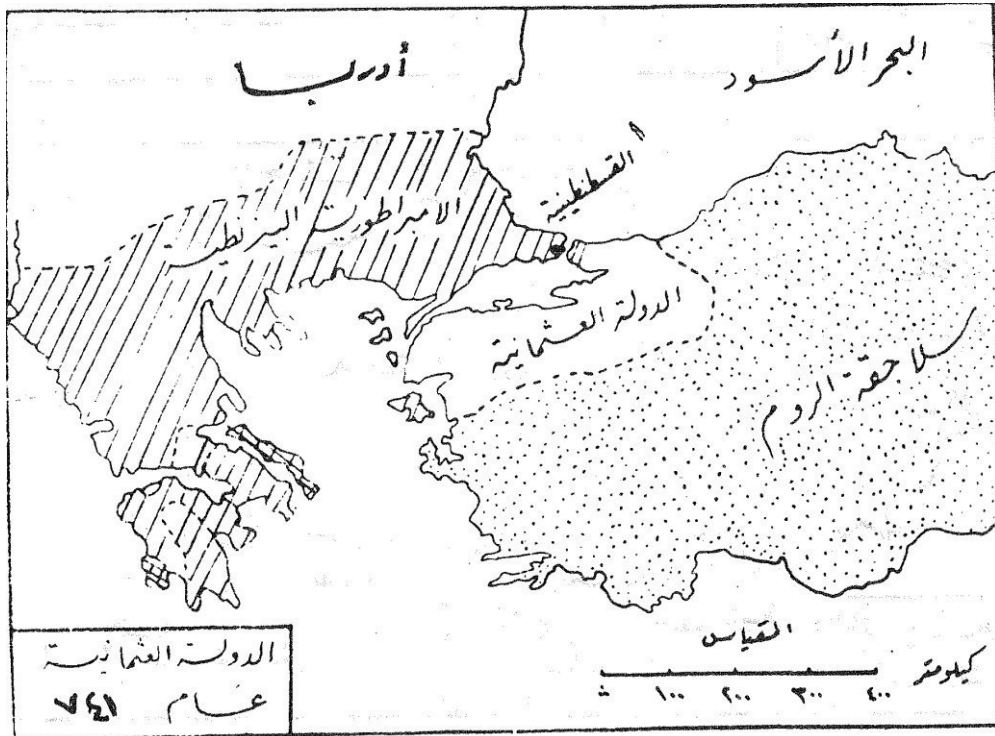 أوربا
البحر الأسود
القسطنطينية
الامبراطورية البيزنطية
الدولة العثمانية
سلاجقة الروم
المقياس
كيلومتر
١٠٠ ٢٠٠ ٣٠٠ ٤٠٠
الدولة العثمانية
عام ٧٤١